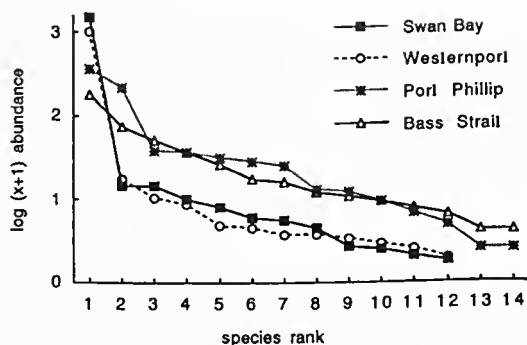 3
2
1
0
log (x+1) abundance
Swan Bay
Westernport
Port Phillip
Bass Strait
1 2 3 4 5 6 7 8 9 10 11 12 13 14
species rank